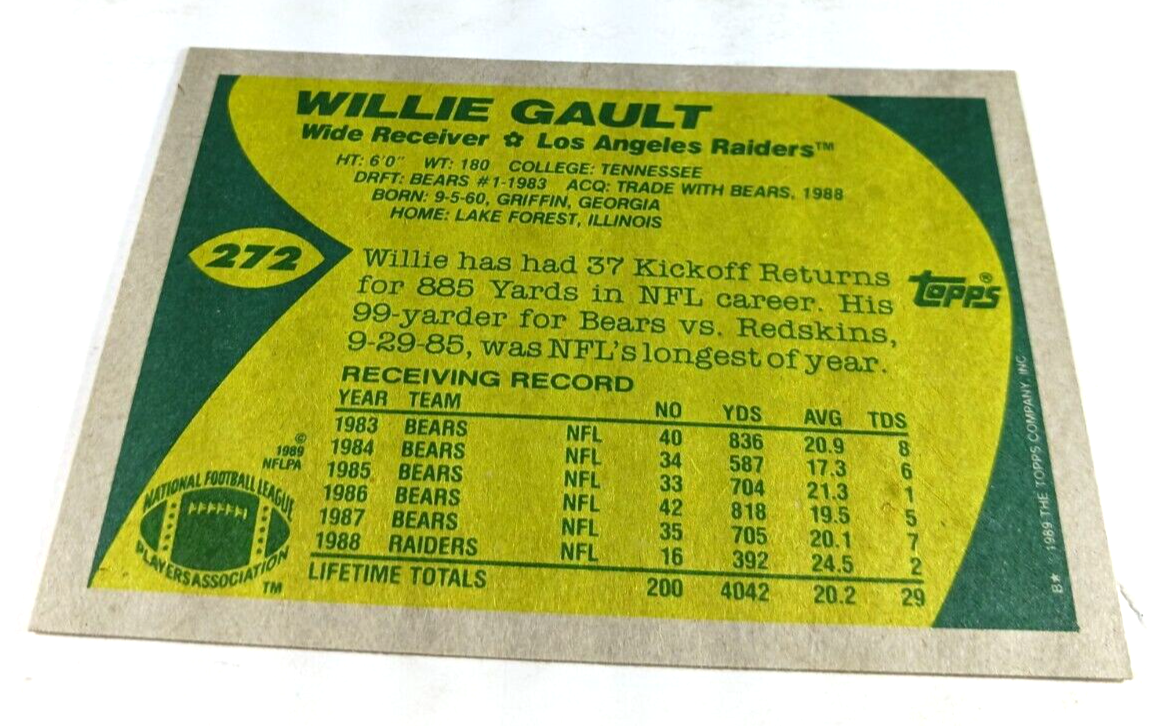 WILLIE GAULT
Wide Receiver ✿ Los Angeles Raiders™
HT: 6'0" WT: 180 COLLEGE: TENNESSEE
DRFT: BEARS #1-1983 ACQ: TRADE WITH BEARS, 1988
BORN: 9-5-60, GRIFFIN, GEORGIA
HOME: LAKE FOREST, ILLINOIS
272
Willie has had 37 Kickoff Returns
for 885 Yards in NFL career. His
99-yarder for Bears vs. Redskins,
9-29-85, was NFL's longest of year.
topps®
RECEIVING RECORD
YEAR TEAM NO YDS AVG TDS
1983 BEARS NFL 40 836 20.9 8
1984 BEARS NFL 34 587 17.3 6
1985 BEARS NFL 33 704 21.3 1
1986 BEARS NFL 42 818 19.5 5
1987 BEARS NFL 35 705 20.1 7
1988 RAIDERS NFL 16 392 24.5 2
LIFETIME TOTALS 200 4042 20.2 29
©
1989
NFLPA
NATIONAL FOOTBALL LEAGUE
PLAYERS ASSOCIATION
TM
B* 1989 THE TOPPS COMPANY, INC